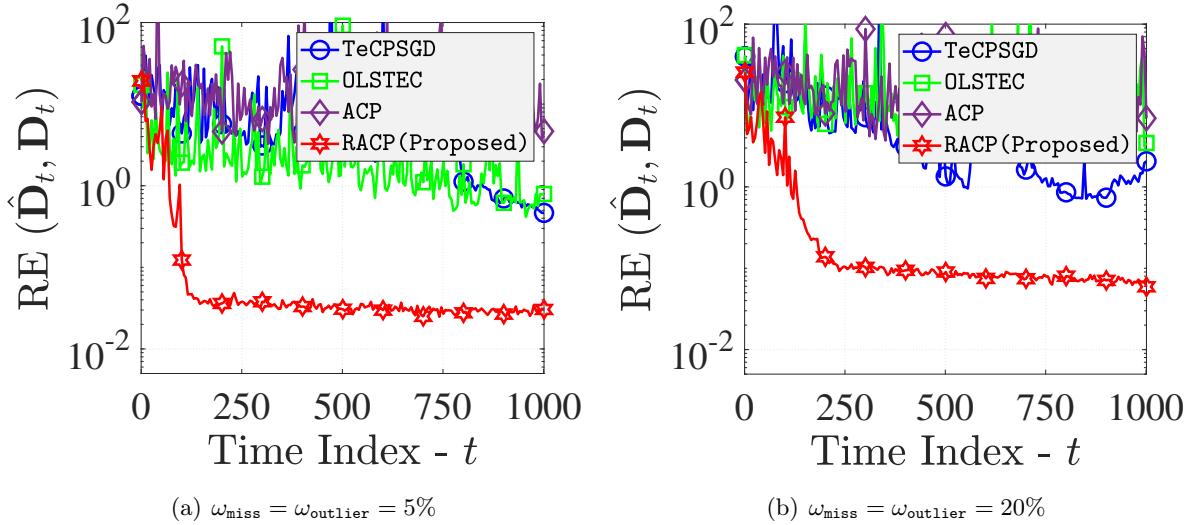 RE (D̂_t, D_t)
10^2
10^0
10^-2
TeCPSGD
OLSTEC
ACP
RACP(Proposed)
0 250 500 750 1000
Time Index - t
(a) ω_miss = ω_outlier = 5%
RE (D̂_t, D_t)
10^2
10^0
10^-2
TeCPSGD
OLSTEC
ACP
RACP(Proposed)
0 250 500 750 1000
Time Index - t
(b) ω_miss = ω_outlier = 20%